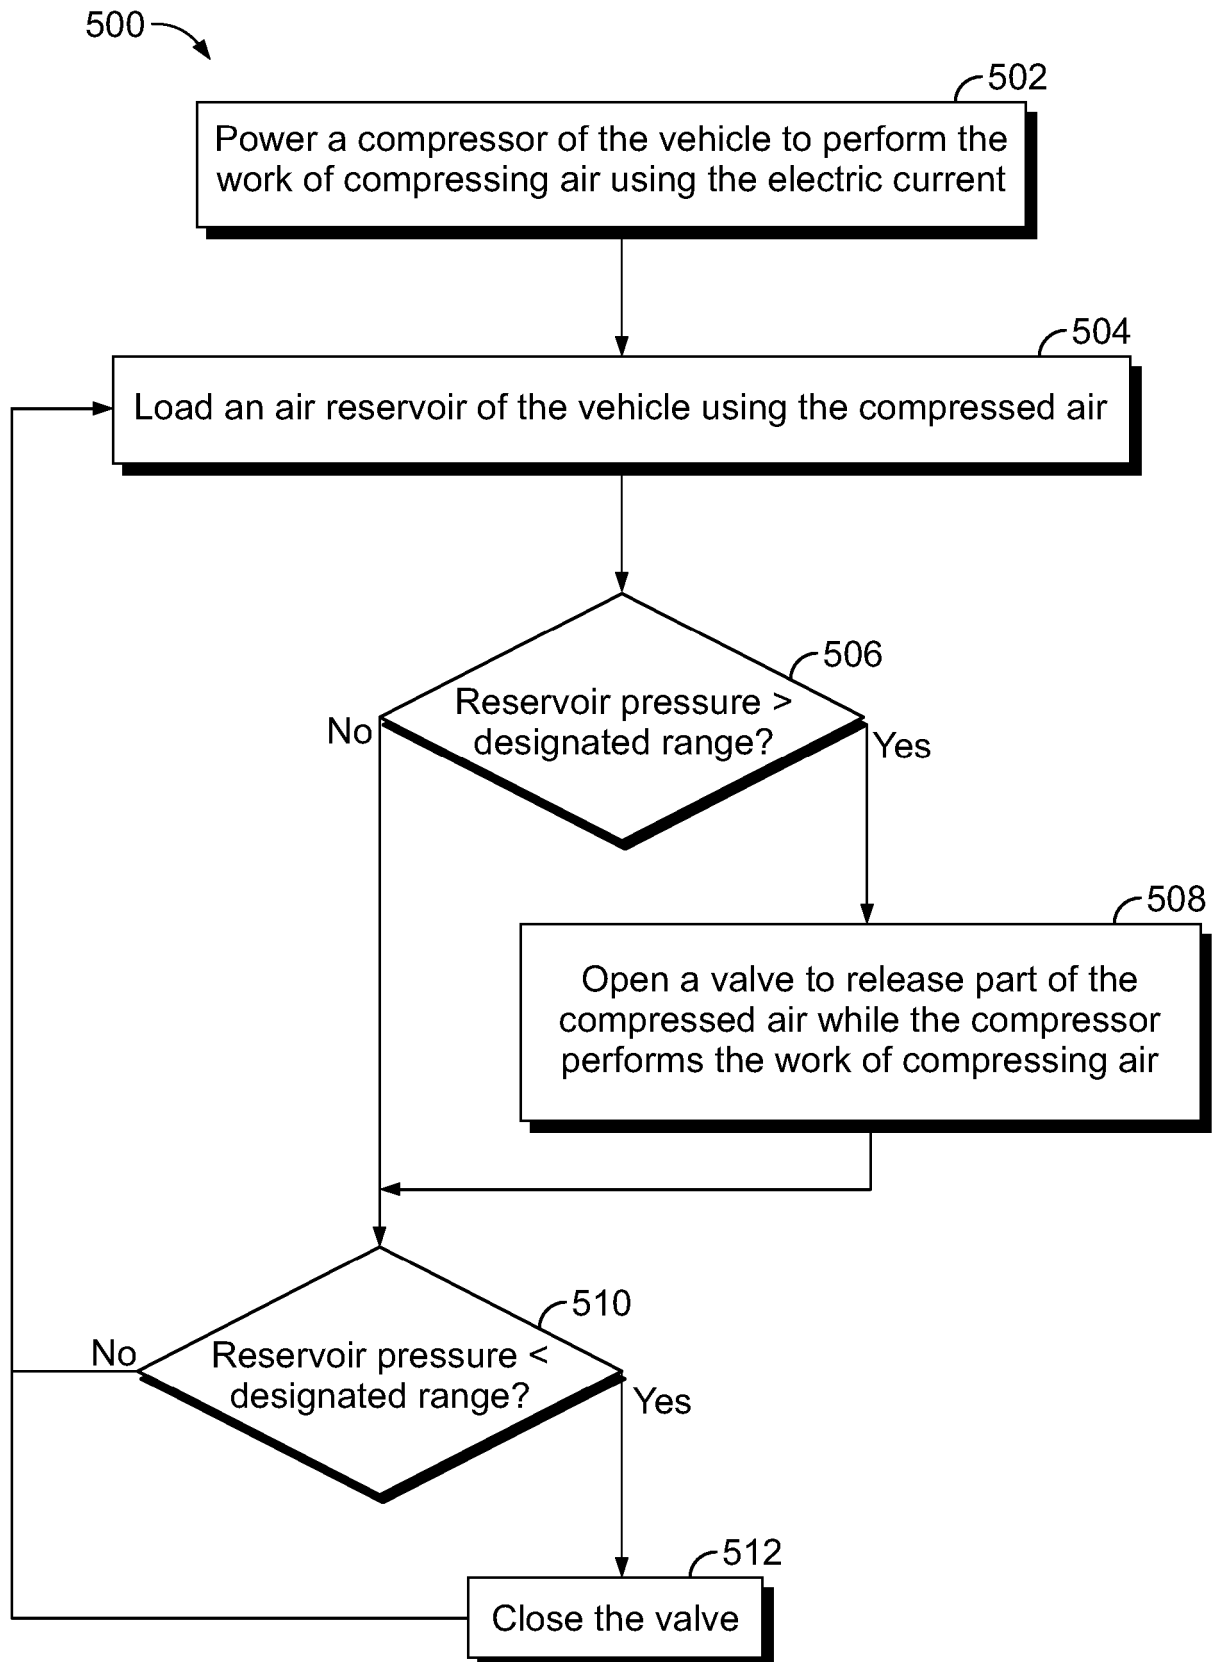 500
502
Power a compressor of the vehicle to perform the
work of compressing air using the electric current
504
Load an air reservoir of the vehicle using the compressed air
506
Reservoir pressure >
designated range?
No
Yes
508
Open a valve to release part of the
compressed air while the compressor
performs the work of compressing air
510
Reservoir pressure <
designated range?
No
Yes
512
Close the valve